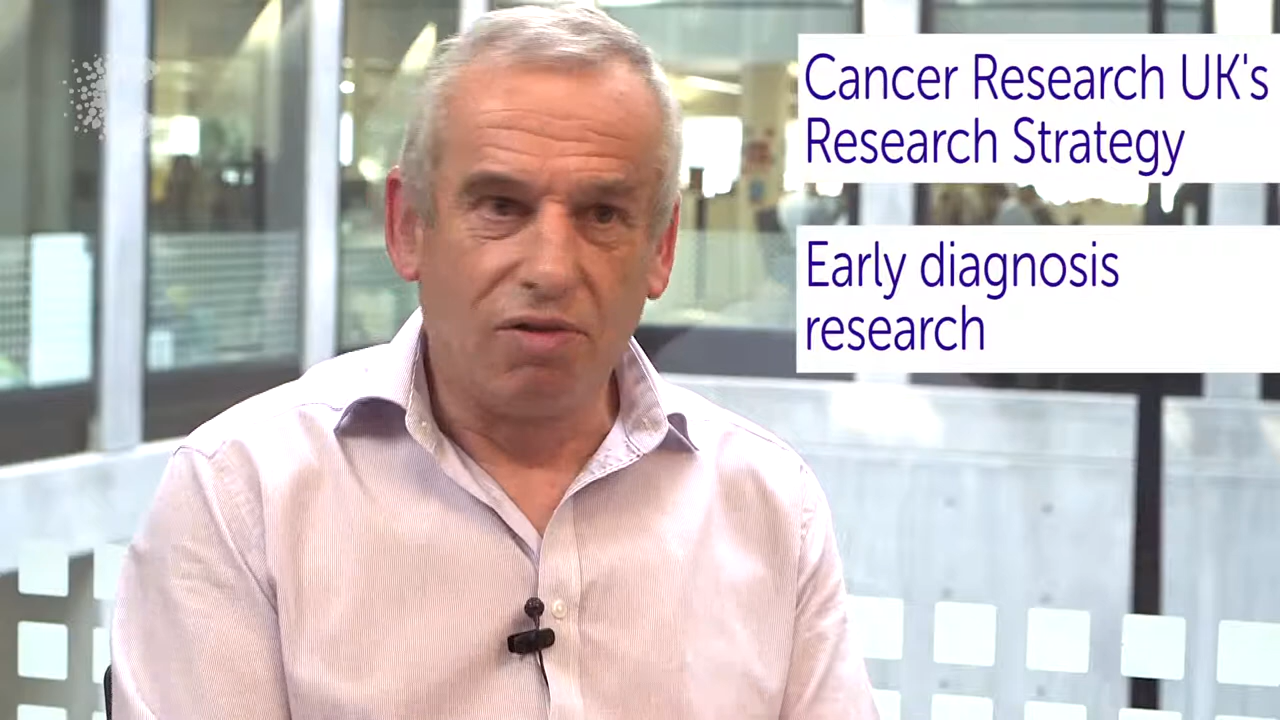 Cancer Research UK's
Research Strategy
Early diagnosis
research